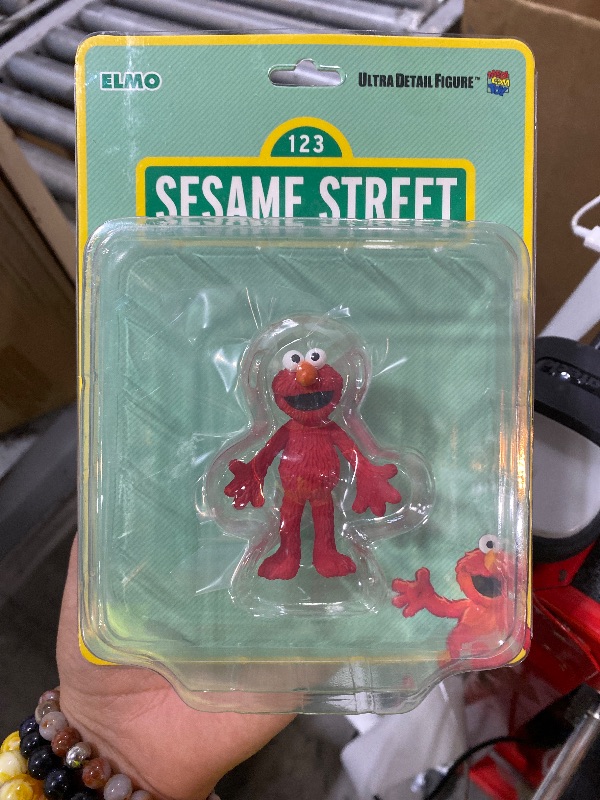 ELMO
ULTRA DETAIL FIGURE™
123
SESAME STREET